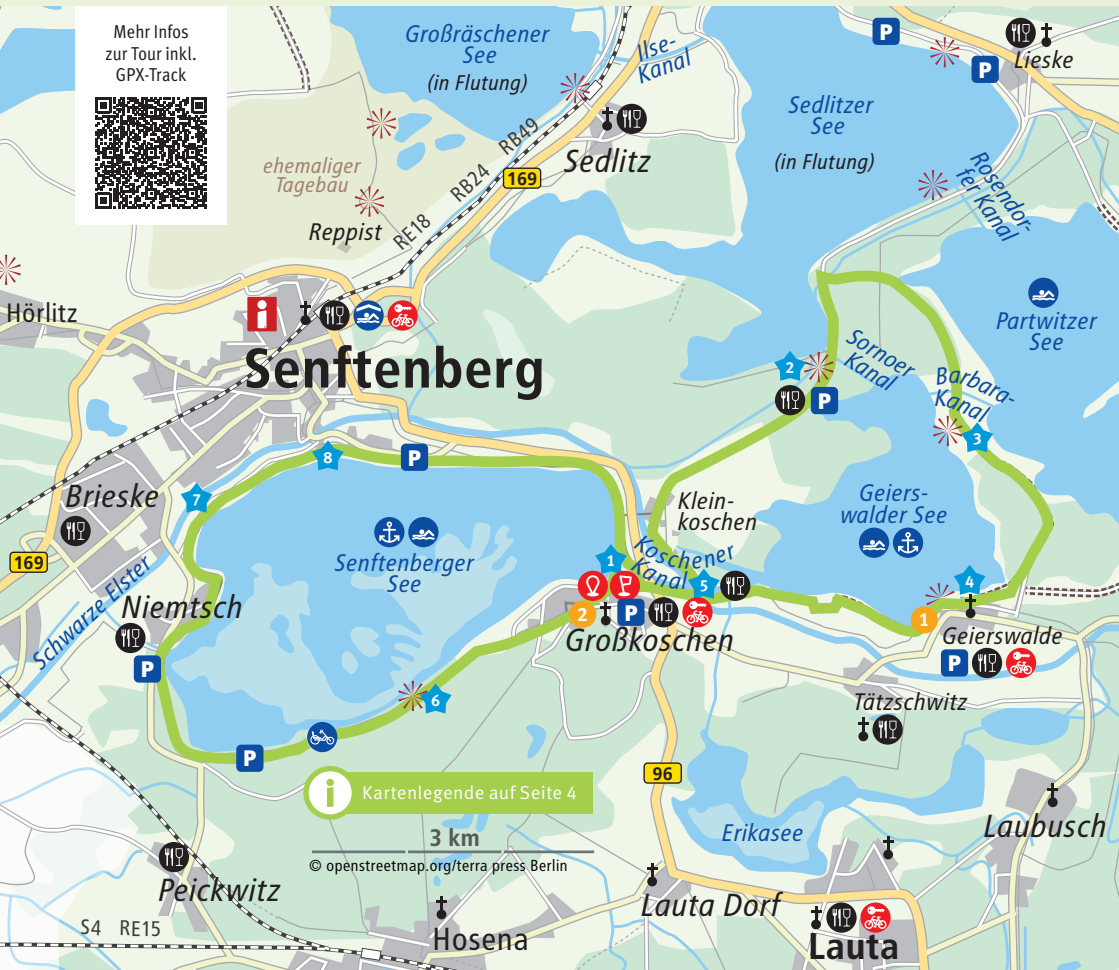 Mehr Infos
zur Tour inkl.
GPX-Track
Großräschener
See
(in Flutung)
Ilse-
Kanal
P
P
Lieske
Sedlitzer
See
(in Flutung)
Sedlitz
RB49
RB24
RE18
169
ehemaliger
Tagebau
Reppist
Rosendor-
fer Kanal
Hörlitz
i
Senftenberg
Partwitzer
See
Sornoer
Kanal
2
P
Barbara-
Kanal
3
8
P
7
Brieske
169
Klein-
koschen
Geiers-
walder See
Senftenberger
See
Koschener
Kanal
1
5
4
Schwarze Elster
Niemtsch
P
2
P
Großkoschen
1
Geierswalde
P
6
Tätzschwitz
P
i
Kartenlegende auf Seite 4
96
3 km
© openstreetmap.org/terra press Berlin
Erikasee
Laubusch
Peickwitz
Lauta Dorf
S4 RE15
Hosena
Lauta